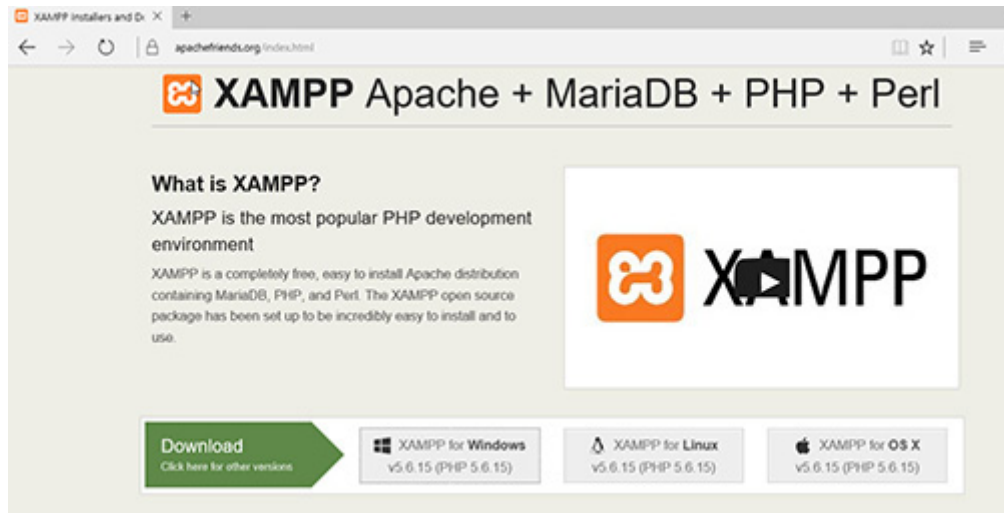 XAMPP Installers and Do
apachefriends.org/index.html
XAMPP Apache + MariaDB + PHP + Perl
What is XAMPP?
XAMPP is the most popular PHP development
environment
XAMPP is a completely free, easy to install Apache distribution
containing MariaDB, PHP, and Perl. The XAMPP open source
package has been set up to be incredibly easy to install and to
use.
XAMPP
Download
Click here for other versions
XAMPP for Windows
v5.6.15 (PHP 5.6.15)
XAMPP for Linux
v5.6.15 (PHP 5.6.15)
XAMPP for OS X
v5.6.15 (PHP 5.6.15)